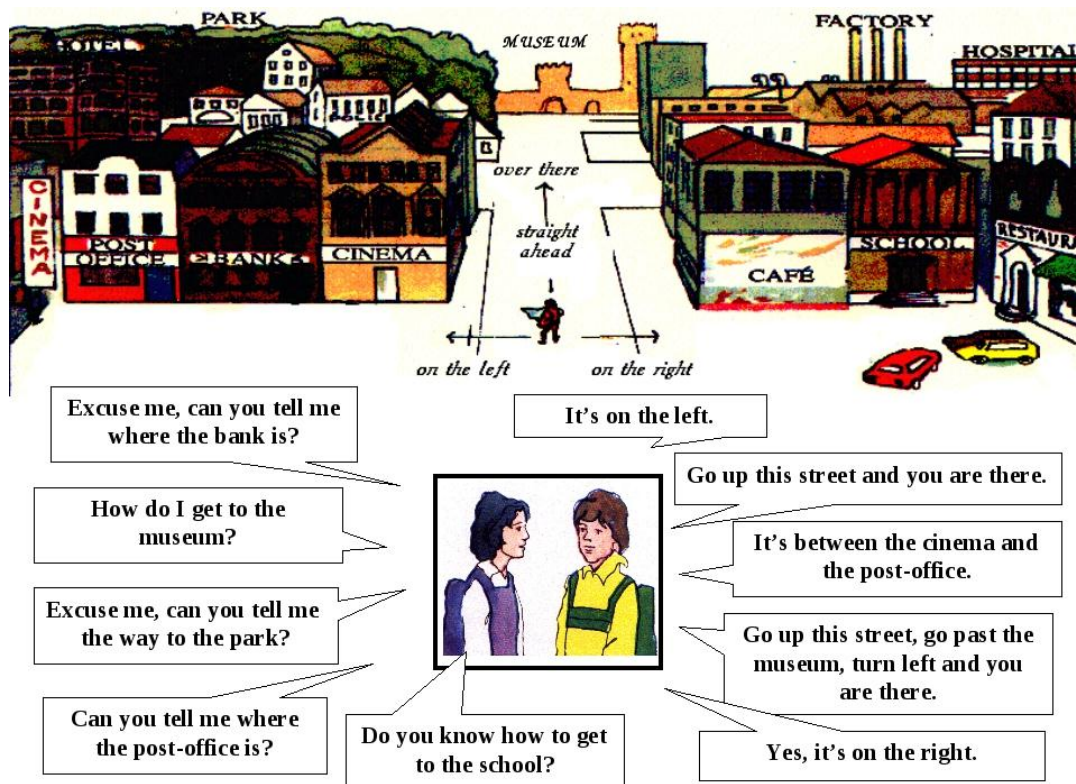 PARK
HOTEL
MUSEUM
FACTORY
HOSPITAL
POLICE
over there
straight
ahead
CINEMA
POST
OFFICE
BANK
CINEMA
CAFÉ
SCHOOL
RESTAURA
on the left
on the right
Excuse me, can you tell me
where the bank is?
It's on the left.
How do I get to the
museum?
Go up this street and you are there.
It's between the cinema and
the post-office.
Excuse me, can you tell me
the way to the park?
Go up this street, go past the
museum, turn left and you
are there.
Can you tell me where
the post-office is?
Do you know how to get
to the school?
Yes, it's on the right.